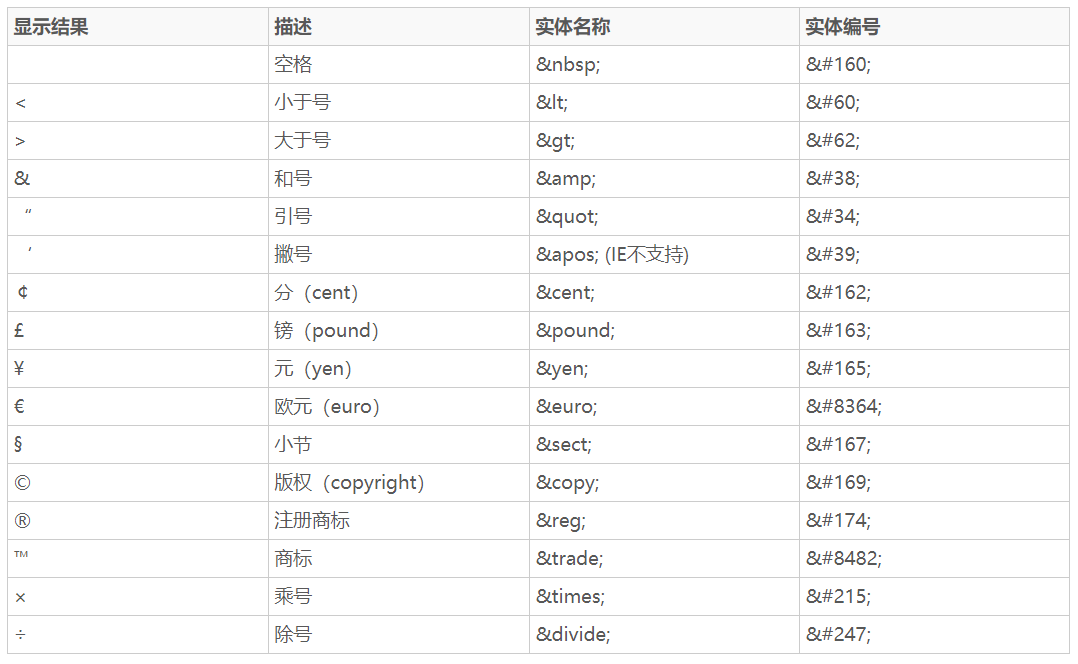 显示结果 描述 实体名称 实体编号
空格 &nbsp; &#160;
< 小于号 &lt; &#60;
> 大于号 &gt; &#62;
& 和号 &amp; &#38;
“ 引号 &quot; &#34;
‘ 撇号 &apos; (IE不支持) &#39;
¢ 分（cent） &cent; &#162;
£ 镑（pound） &pound; &#163;
¥ 元（yen） &yen; &#165;
€ 欧元（euro） &euro; &#8364;
§ 小节 &sect; &#167;
© 版权（copyright） &copy; &#169;
® 注册商标 &reg; &#174;
™ 商标 &trade; &#8482;
× 乘号 &times; &#215;
÷ 除号 &divide; &#247;